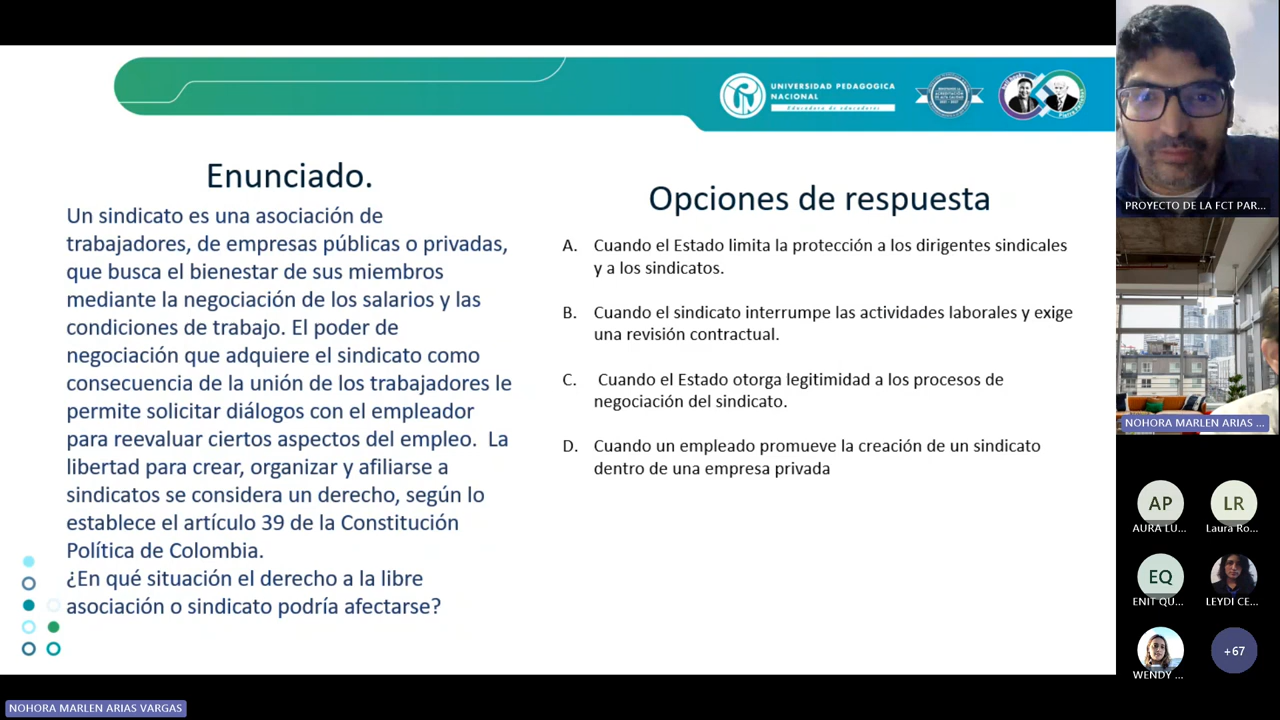 UNIVERSIDAD PEDAGOGICA
NACIONAL
Educadora de educadores
Enunciado.
Un sindicato es una asociación de
trabajadores, de empresas públicas o privadas,
que busca el bienestar de sus miembros
mediante la negociación de los salarios y las
condiciones de trabajo. El poder de
negociación que adquiere el sindicato como
consecuencia de la unión de los trabajadores le
permite solicitar diálogos con el empleador
para reevaluar ciertos aspectos del empleo. La
libertad para crear, organizar y afiliarse a
sindicatos se considera un derecho, según lo
establece el artículo 39 de la Constitución
Política de Colombia.
¿En qué situación el derecho a la libre
asociación o sindicato podría afectarse?
Opciones de respuesta
A. Cuando el Estado limita la protección a los dirigentes sindicales
y a los sindicatos.
B. Cuando el sindicato interrumpe las actividades laborales y exige
una revisión contractual.
C. Cuando el Estado otorga legitimidad a los procesos de
negociación del sindicato.
D. Cuando un empleado promueve la creación de un sindicato
dentro de una empresa privada
PROYECTO DE LA FCT PAR...
NOHORA MARLEN ARIAS ...
AP
AURA LU...
LR
Laura Ro...
EQ
ENIT QU...
LEYDI CE...
WENDY ...
+67
NOHORA MARLEN ARIAS VARGAS